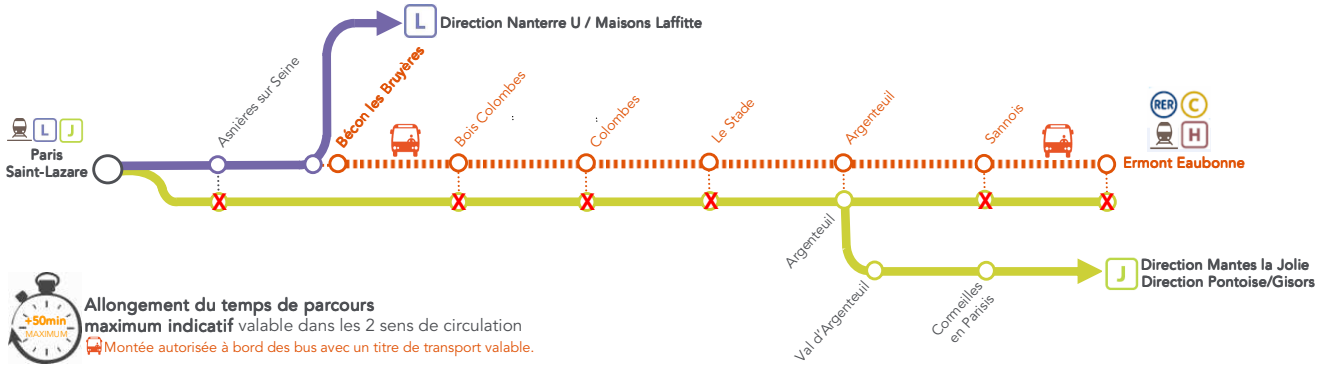 L
Direction Nanterre U / Maisons Laffitte
Asnières sur Seine
Bécon les Bruyères
Bois Colombes
Colombes
Le Stade
Argenteuil
Sannois
RER C
H
L J
Paris
Saint-Lazare
Ermont Eaubonne
X X X X X X
Argenteuil
Val d'Argenteuil
Cormeilles
en Parisis
J
Direction Mantes la Jolie
Direction Pontoise/Gisors
+50min
MAXIMUM
Allongement du temps de parcours
maximum indicatif valable dans les 2 sens de circulation
Montée autorisée à bord des bus avec un titre de transport valable.